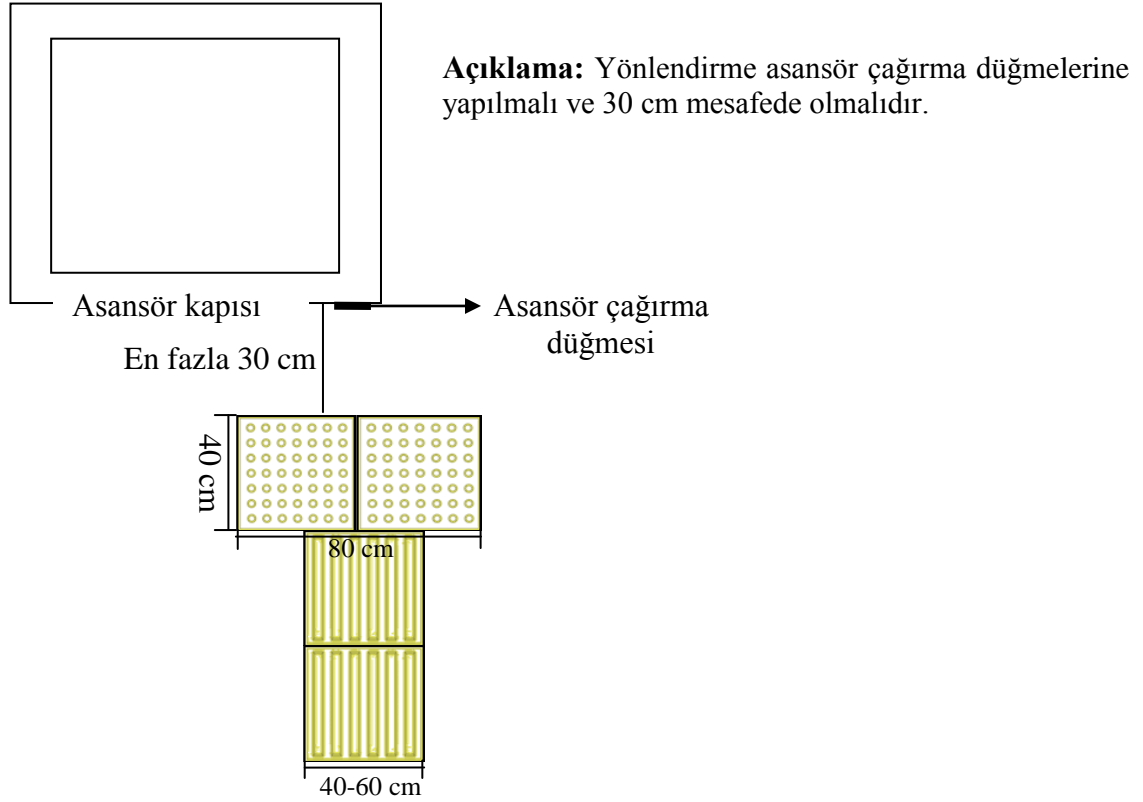 Açıklama: Yönlendirme asansör çağırma düğmelerine
yapılmalı ve 30 cm mesafede olmalıdır.
Asansör kapısı
Asansör çağırma
düğmesi
En fazla 30 cm
40 cm
80 cm
40-60 cm